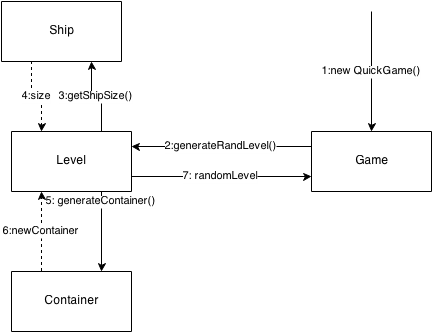 Ship
1:new QuickGame()
4:size
3:getShipSize()
2:generateRandLevel()
Level
Game
7: randomLevel
5: generateContainer()
6:newContainer
Container